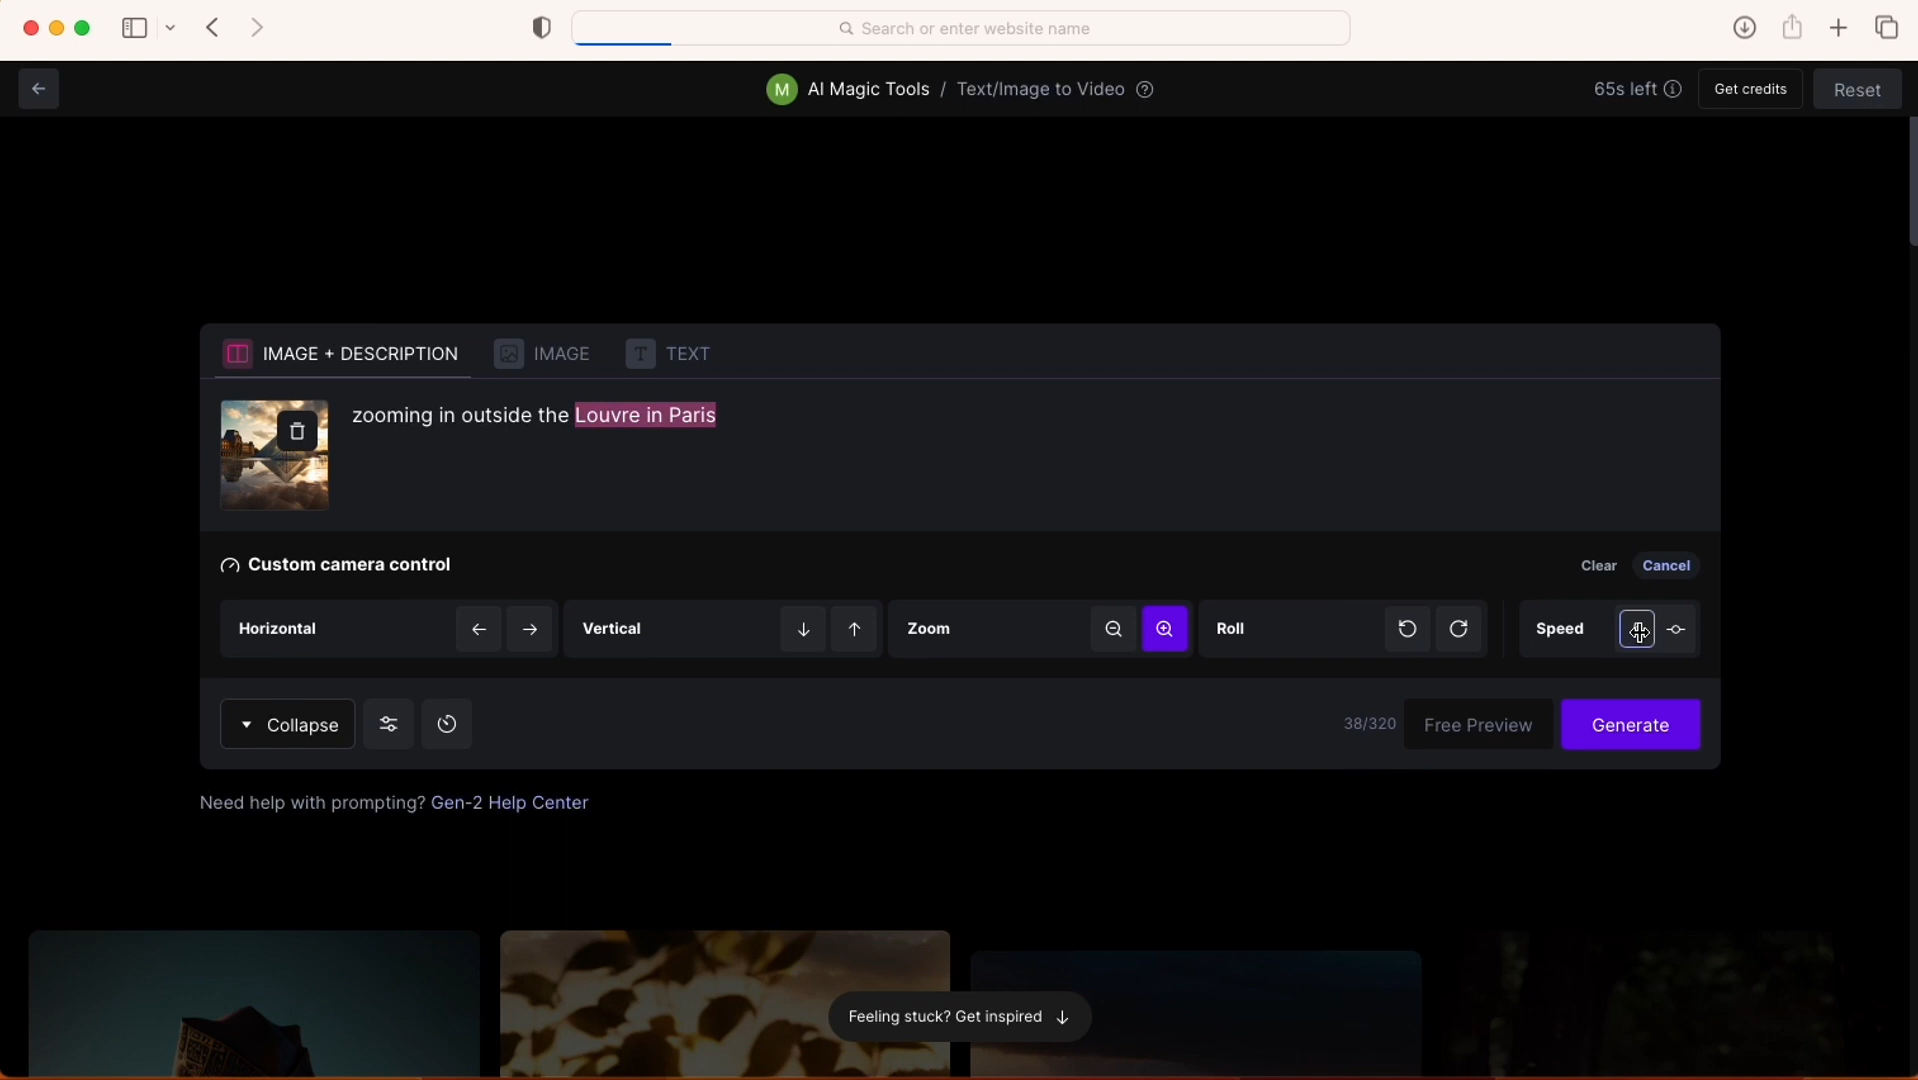 Search or enter website name
M AI Magic Tools / Text/Image to Video
65s left
Get credits
Reset
IMAGE + DESCRIPTION
IMAGE
T TEXT
zooming in outside the Louvre in Paris
Custom camera control
Clear
Cancel
Horizontal
Vertical
Zoom
Roll
Speed
Collapse
38/320
Free Preview
Generate
Need help with prompting? Gen-2 Help Center
Feeling stuck? Get inspired